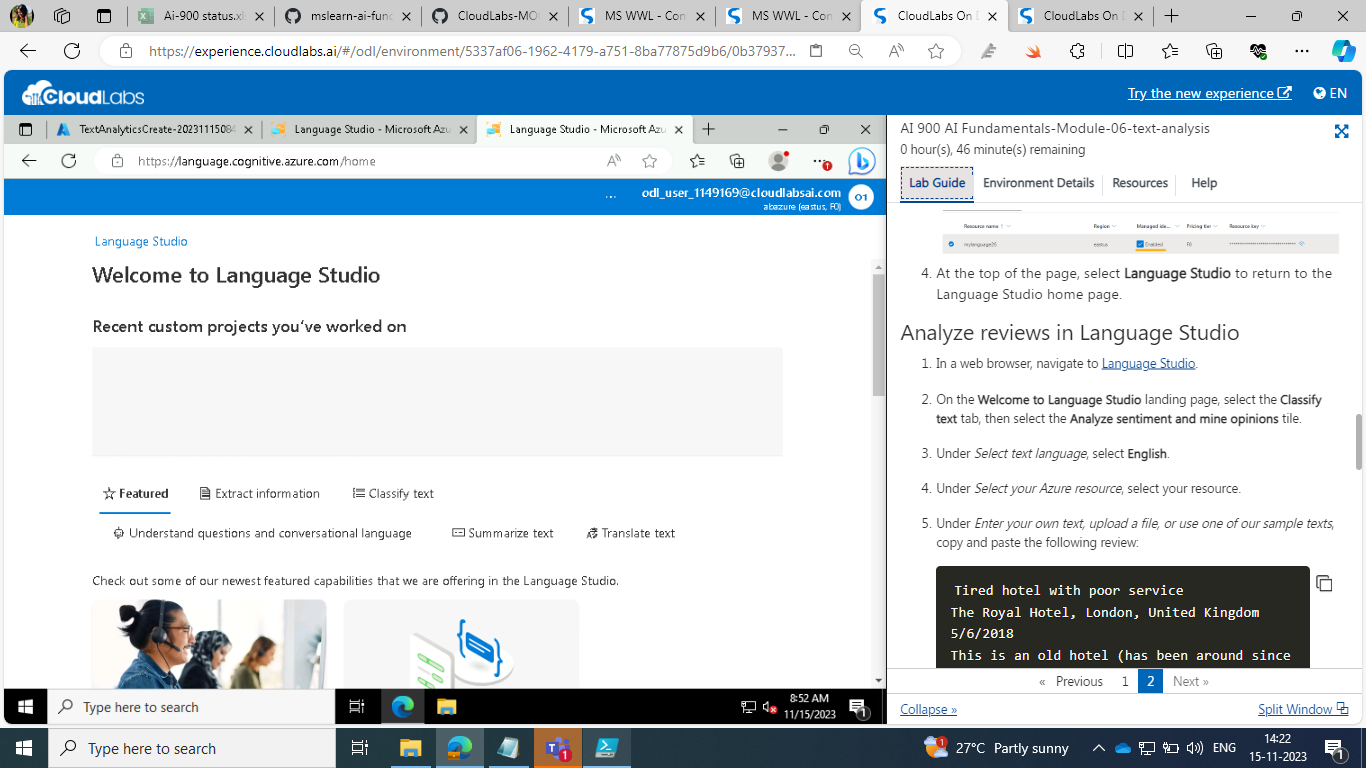 Ai-900 status.xl
mslearn-ai-fund
CloudLabs-MO
MS WWL - Con
MS WWL - Con
CloudLabs On D
CloudLabs On D
https://experience.cloudlabs.ai/#/odl/environment/5337af06-1962-4179-a751-8ba77875d9b6/0b37937...
CloudLabs
Try the new experience
EN
TextAnalyticsCreate-20231115084
Language Studio - Microsoft Azu
Language Studio - Microsoft Azu
https://language.cognitive.azure.com/home
... odl_user_1149169@cloudlabsai.com
abazure (eastus, F0)
O1
Language Studio
Welcome to Language Studio
Recent custom projects you've worked on
Featured
Extract information
Classify text
Understand questions and conversational language
Summarize text
Translate text
Check out some of our newest featured capabilities that we are offering in the Language Studio.
Type here to search
8:52 AM
11/15/2023
1
AI 900 AI Fundamentals-Module-06-text-analysis
0 hour(s), 46 minute(s) remaining
Lab Guide
Environment Details
Resources
Help
Resource name ↑
Region
Managed ide...
Pricing tier
Resource key
mylanguage26
eastus
Enabled
F0
4. At the top of the page, select Language Studio to return to the
Language Studio home page.
Analyze reviews in Language Studio
1. In a web browser, navigate to Language Studio.
2. On the Welcome to Language Studio landing page, select the Classify
text tab, then select the Analyze sentiment and mine opinions tile.
3. Under Select text language, select English.
4. Under Select your Azure resource, select your resource.
5. Under Enter your own text, upload a file, or use one of our sample texts,
copy and paste the following review:
Tired hotel with poor service
The Royal Hotel, London, United Kingdom
5/6/2018
This is an old hotel (has been around since
« Previous 1 2 Next »
Collapse »
Split Window
Type here to search
1
27°C Partly sunny
ENG
14:22
15-11-2023
1